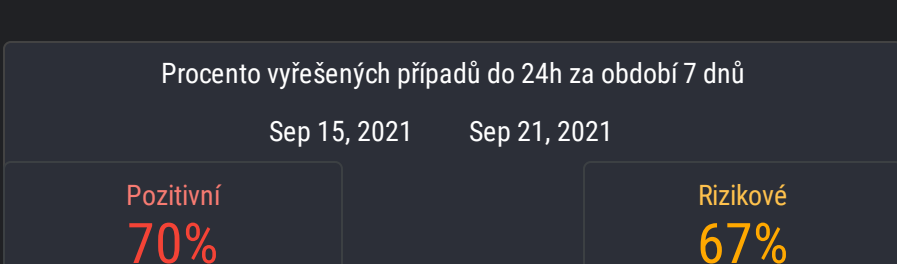 Procento vyřešených případů do 24h za období 7 dnů
Sep 15, 2021 Sep 21, 2021
Pozitivní Rizikové
70% 67%